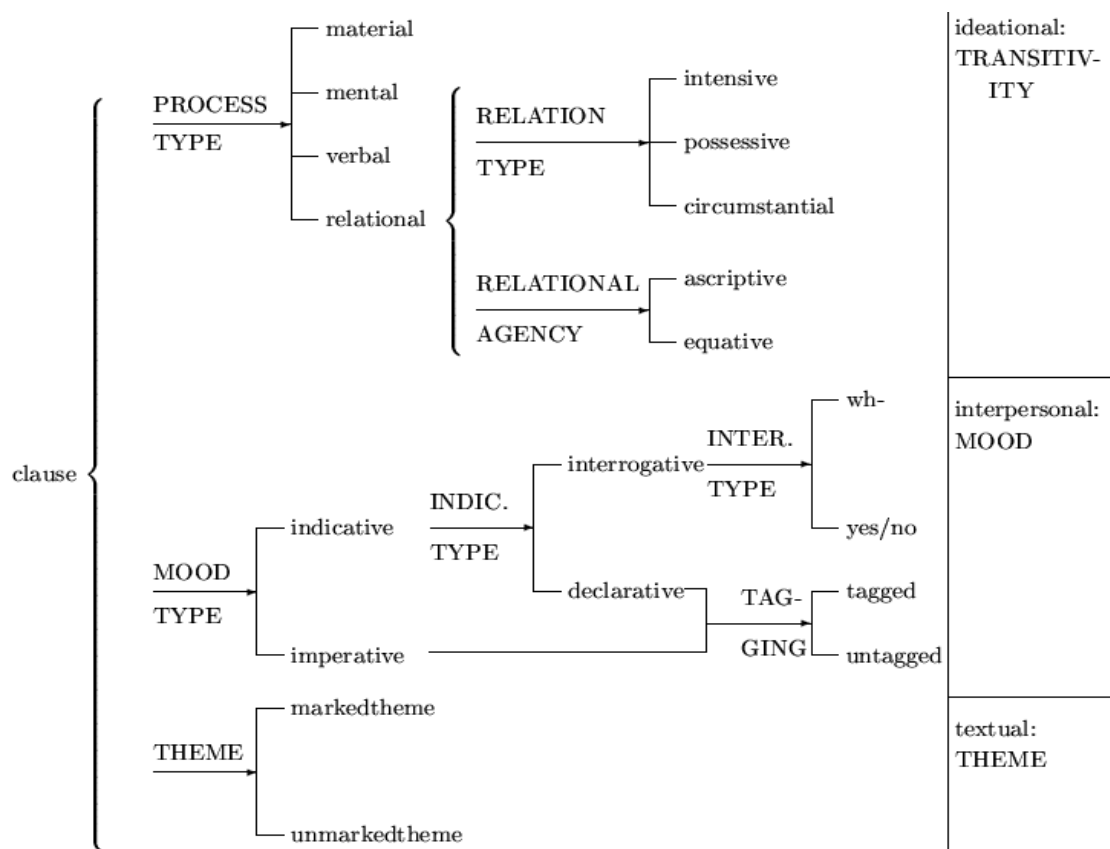 material
ideational:
TRANSITIV-
ITY
mental
intensive
PROCESS
TYPE
RELATION
TYPE
verbal
possessive
relational
circumstantial
RELATIONAL
AGENCY
ascriptive
equative
wh-
interpersonal:
MOOD
clause
interrogative
INTER.
TYPE
indicative
INDIC.
TYPE
yes/no
MOOD
TYPE
declarative
TAG-
GING
tagged
imperative
untagged
markedtheme
textual:
THEME
THEME
unmarkedtheme